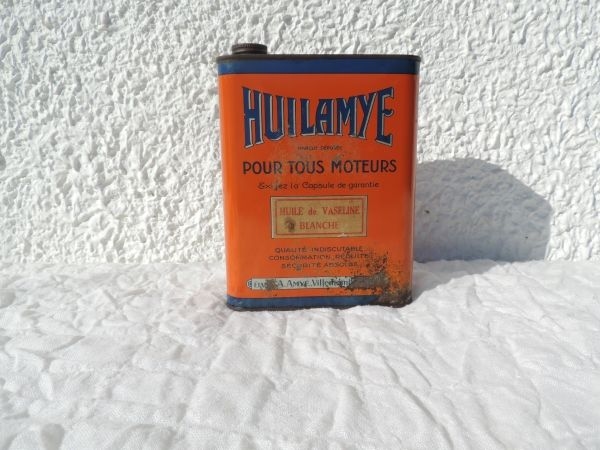 HUILAMYE
MARQUE DÉPOSÉE
POUR TOUS MOTEURS
Exigez la Capsule de garantie
HUILE de VASELINE
BLANCHE
QUALITÉ INDISCUTABLE
CONSOMMATION RÉDUITE
SÉCURITÉ ABSOLUE
A. AMYE.